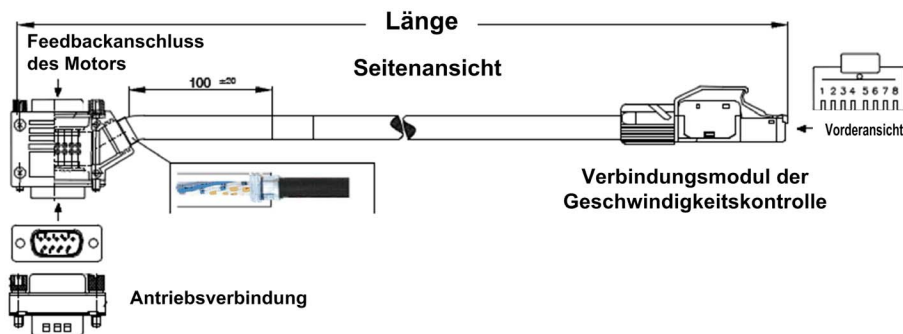 Länge
Feedbackanschluss
des Motors
Seitenansicht
100 ±20
1 2 3 4 5 6 7 8
Vorderansicht
Verbindungsmodul der
Geschwindigkeitskontrolle
Antriebsverbindung